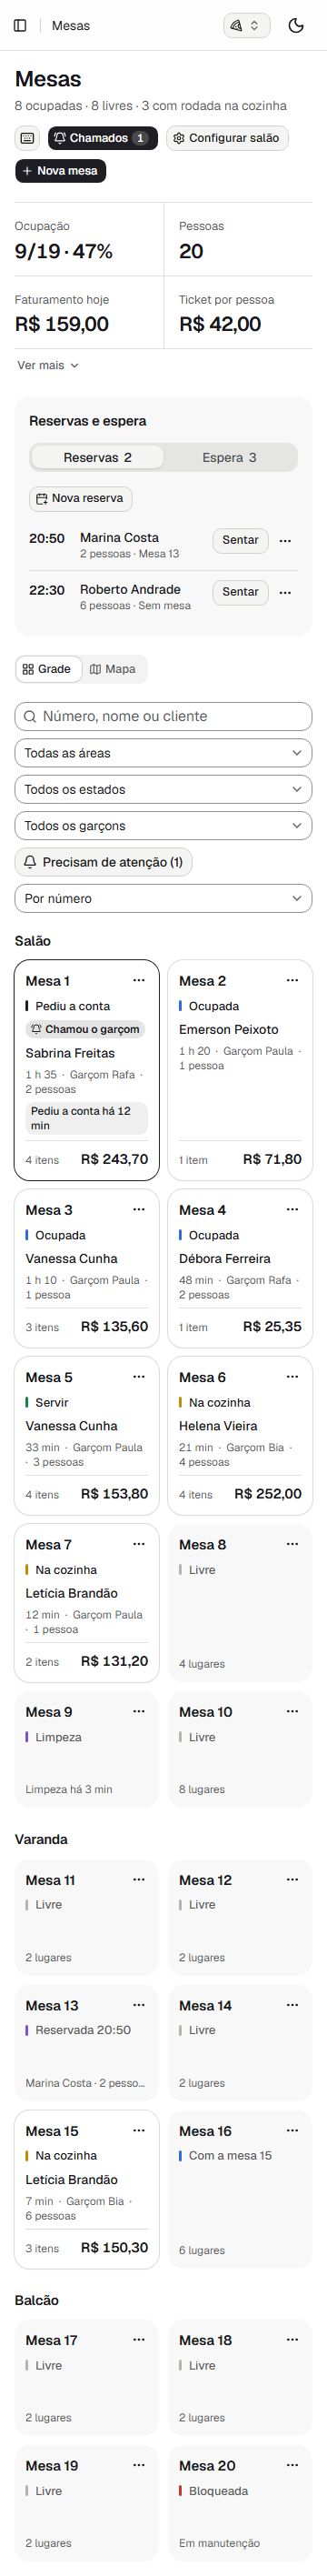 Mesas
Mesas
8 ocupadas · 8 livres · 3 com rodada na cozinha
Chamados 1
Configurar salão
Nova mesa
Ocupação
9/19 · 47%
Pessoas
20
Faturamento hoje
R$ 159,00
Ticket por pessoa
R$ 42,00
Ver mais
Reservas e espera
Reservas 2
Espera 3
Nova reserva
20:50
Marina Costa
2 pessoas · Mesa 13
Sentar
22:30
Roberto Andrade
6 pessoas · Sem mesa
Sentar
Grade
Mapa
Número, nome ou cliente
Todas as áreas
Todos os estados
Todos os garçons
Precisam de atenção (1)
Por número
Salão
Mesa 1
Pediu a conta
Chamou o garçom
Sabrina Freitas
1 h 35 · Garçom Rafa ·
2 pessoas
Pediu a conta há 12
min
4 itens
R$ 243,70
Mesa 2
Ocupada
Emerson Peixoto
1 h 20 · Garçom Paula ·
1 pessoa
1 item
R$ 71,80
Mesa 3
Ocupada
Vanessa Cunha
1 h 10 · Garçom Paula ·
1 pessoa
3 itens
R$ 135,60
Mesa 4
Ocupada
Débora Ferreira
48 min · Garçom Rafa ·
2 pessoas
1 item
R$ 25,35
Mesa 5
Servir
Vanessa Cunha
33 min · Garçom Paula
· 3 pessoas
4 itens
R$ 153,80
Mesa 6
Na cozinha
Helena Vieira
21 min · Garçom Bia ·
4 pessoas
4 itens
R$ 252,00
Mesa 7
Na cozinha
Letícia Brandão
12 min · Garçom Paula
· 1 pessoa
2 itens
R$ 131,20
Mesa 8
Livre
4 lugares
Mesa 9
Limpeza
Limpeza há 3 min
Mesa 10
Livre
8 lugares
Varanda
Mesa 11
Livre
2 lugares
Mesa 12
Livre
2 lugares
Mesa 13
Reservada 20:50
Marina Costa · 2 pesso...
Mesa 14
Livre
2 lugares
Mesa 15
Na cozinha
Letícia Brandão
7 min · Garçom Bia ·
6 pessoas
3 itens
R$ 150,30
Mesa 16
Com a mesa 15
6 lugares
Balcão
Mesa 17
Livre
2 lugares
Mesa 18
Livre
2 lugares
Mesa 19
Livre
2 lugares
Mesa 20
Bloqueada
Em manutenção